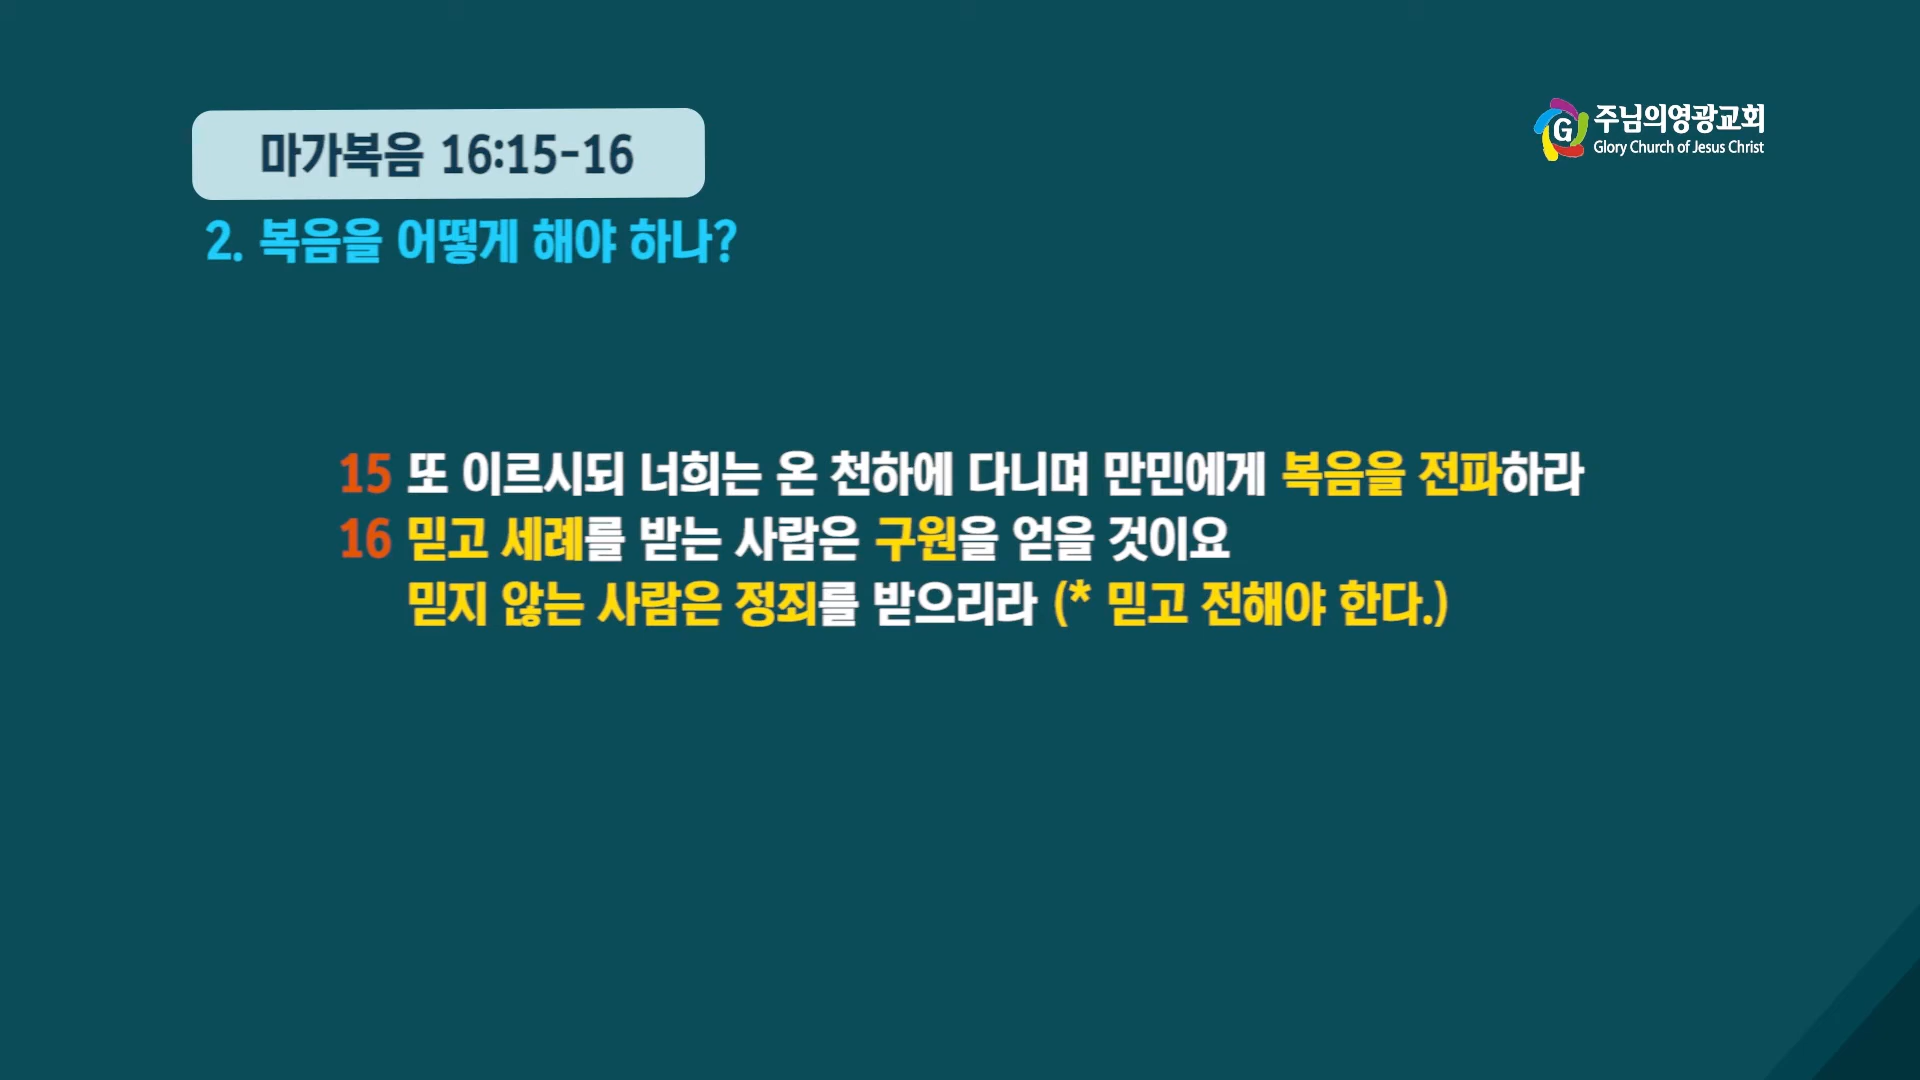 마가복음 16:15-16
G 주님의영광교회
Glory Church of Jesus Christ
2. 복음을 어떻게 해야 하나?
15 또 이르시되 너희는 온 천하에 다니며 만민에게 복음을 전파하라
16 믿고 세례를 받는 사람은 구원을 얻을 것이요
믿지 않는 사람은 정죄를 받으리라 (* 믿고 전해야 한다.)